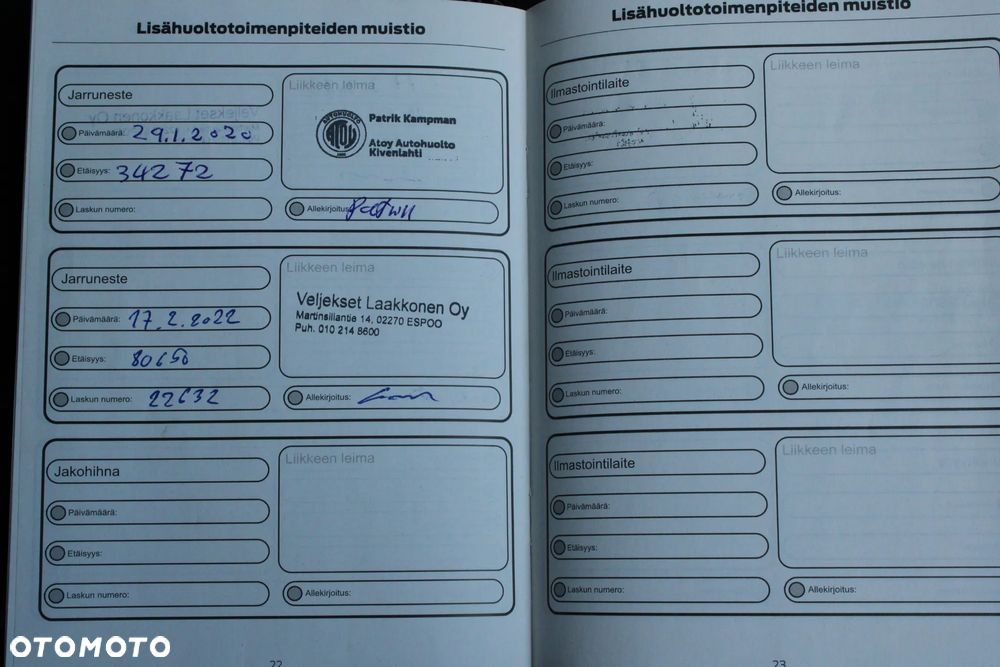 Lisähuoltotoimenpiteiden muistio
Jarruneste
Päivämäärä: 29.1.2020
Etäisyys: 34272
Laskun numero:
Liikkeen leima
AUTOHUOLTO
ATOY
Patrik Kampman
Atoy Autohuolto
Kivenlahti
Allekirjoitus:
Jarruneste
Päivämäärä: 17.2.2022
Etäisyys: 80650
Laskun numero: 22632
Liikkeen leima
Veljekset Laakkonen Oy
Martinsillantie 14, 02270 ESPOO
Puh. 010 214 8600
Allekirjoitus:
Jakohihna
Päivämäärä:
Etäisyys:
Laskun numero:
Liikkeen leima
Allekirjoitus:
22
Lisähuoltotoimenpiteiden muistio
Ilmastointilaite
Päivämäärä:
Etäisyys:
Laskun numero:
Liikkeen leima
Allekirjoitus:
Ilmastointilaite
Päivämäärä:
Etäisyys:
Laskun numero:
Liikkeen leima
Allekirjoitus:
Ilmastointilaite
Päivämäärä:
Etäisyys:
Laskun numero:
Liikkeen leima
Allekirjoitus:
23
OTOMOTO